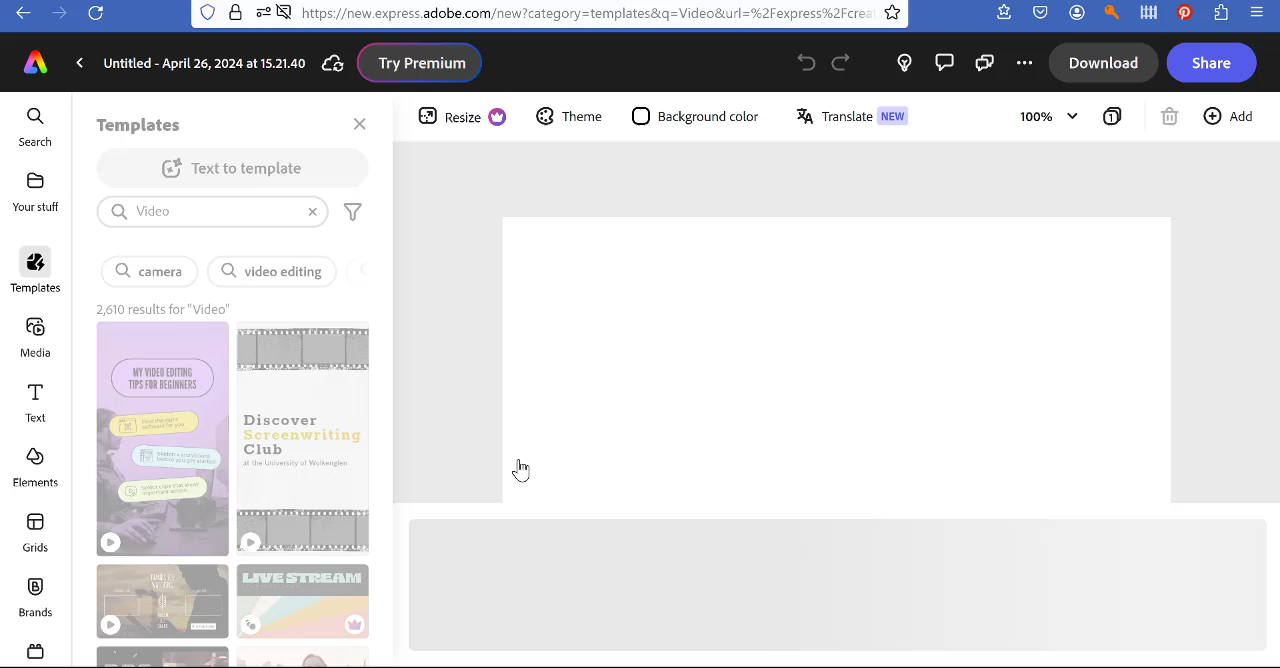 https://new.express.adobe.com/new?category=templates&q=Video&url=%2Fexpress%2Fcrea
Untitled - April 26, 2024 at 15.21.40
Try Premium
Download
Share
Search
Your stuff
Templates
Media
Text
Elements
Grids
Brands
Templates
Text to template
Video
camera
video editing
2,610 results for "Video"
MY VIDEO EDITING
TIPS FOR BEGINNERS
Discover
Screenwriting
Club
at the University of Wulkenglen
LIVE STREAM
Resize
Theme
Background color
Translate NEW
100%
1
Add